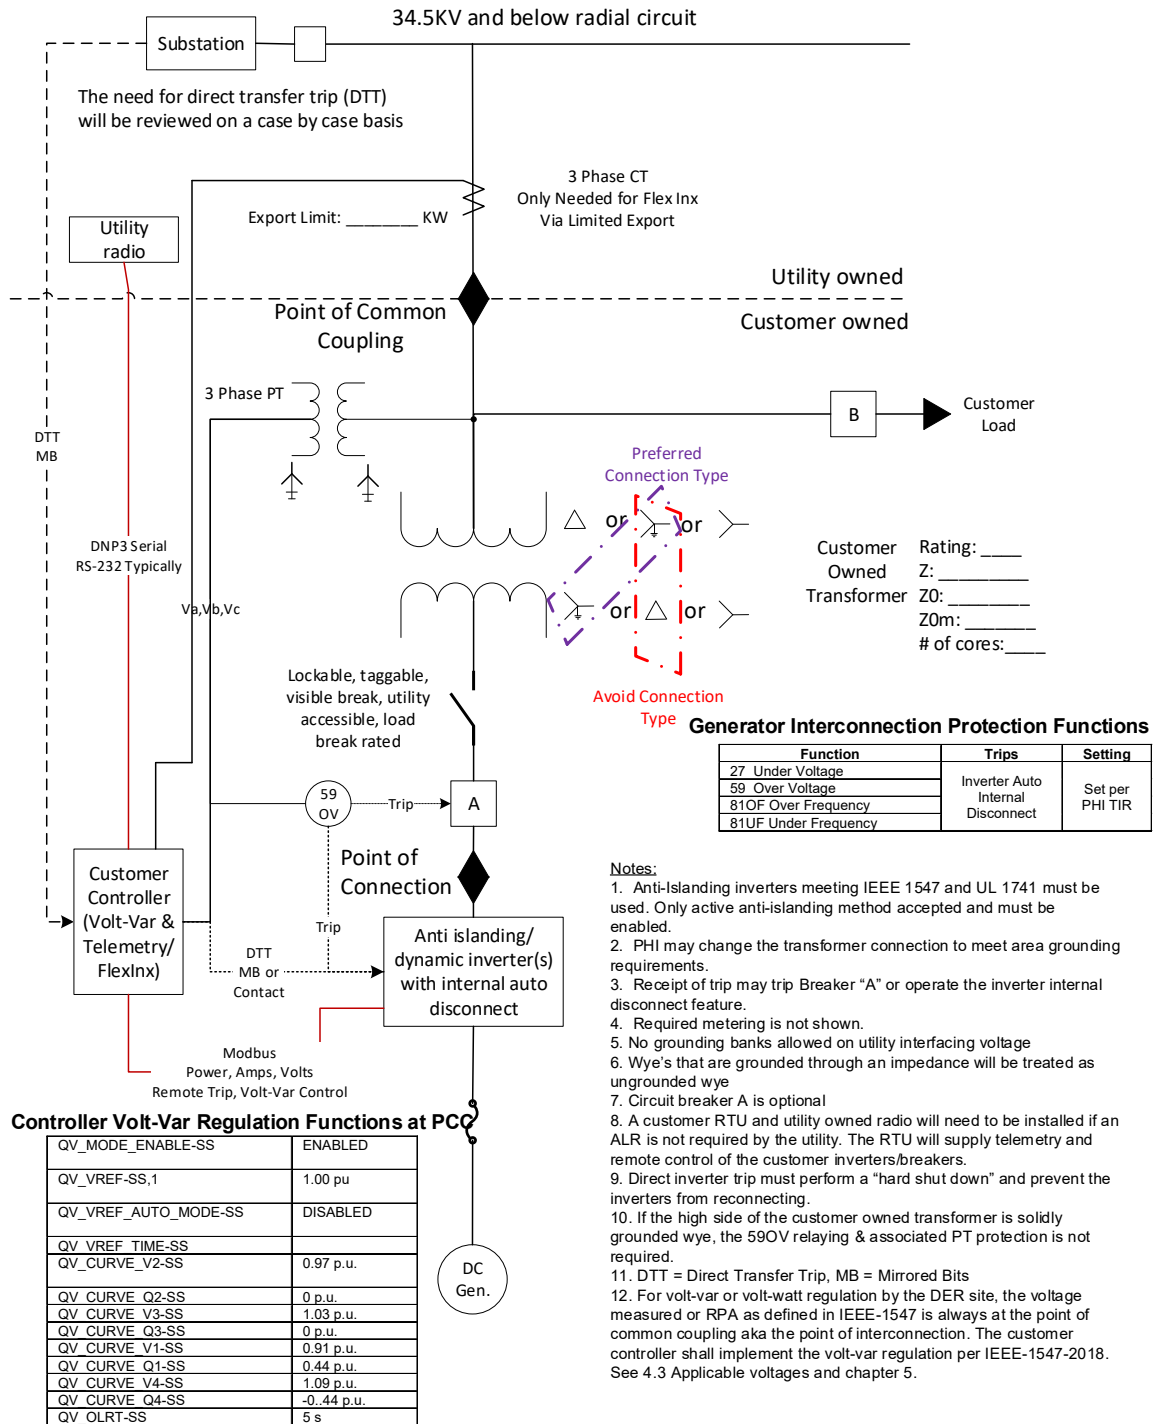 34.5KV and below radial circuit
Substation
The need for direct transfer trip (DTT)
will be reviewed on a case by case basis
3 Phase CT
Only Needed for Flex Inx
Via Limited Export
Export Limit: ________ KW
Utility
radio
Utility owned
Point of Common
Coupling
Customer owned
3 Phase PT
B
Customer
Load
DTT
MB
Preferred
Connection Type
or
or
DNP3 Serial
RS-232 Typically
Va,Vb,Vc
or
or
Customer
Owned
Transformer
Rating: ____
Z: _________
Z0: ________
Z0m: _______
# of cores:____
Lockable, taggable,
visible break, utility
accessible, load
break rated
Avoid Connection
Type
Generator Interconnection Protection Functions
Function Trips Setting
27 Under Voltage
59 Over Voltage
81OF Over Frequency
81UF Under Frequency
Inverter Auto
Internal
Disconnect
Set per
PHI TIR
59
OV
Trip
A
Point of
Connection
Customer
Controller
(Volt-Var &
Telemetry/
FlexInx)
Trip
DTT
MB or
Contact
Anti islanding/
dynamic inverter(s)
with internal auto
disconnect
Modbus
Power, Amps, Volts
Remote Trip, Volt-Var Control
Notes:
1. Anti-Islanding inverters meeting IEEE 1547 and UL 1741 must be
used. Only active anti-islanding method accepted and must be
enabled.
2. PHI may change the transformer connection to meet area grounding
requirements.
3. Receipt of trip may trip Breaker “A” or operate the inverter internal
disconnect feature.
4. Required metering is not shown.
5. No grounding banks allowed on utility interfacing voltage
6. Wye’s that are grounded through an impedance will be treated as
ungrounded wye
7. Circuit breaker A is optional
8. A customer RTU and utility owned radio will need to be installed if an
ALR is not required by the utility. The RTU will supply telemetry and
remote control of the customer inverters/breakers.
9. Direct inverter trip must perform a “hard shut down” and prevent the
inverters from reconnecting.
10. If the high side of the customer owned transformer is solidly
grounded wye, the 59OV relaying & associated PT protection is not
required.
11. DTT = Direct Transfer Trip, MB = Mirrored Bits
12. For volt-var or volt-watt regulation by the DER site, the voltage
measured or RPA as defined in IEEE-1547 is always at the point of
common coupling aka the point of interconnection. The customer
controller shall implement the volt-var regulation per IEEE-1547-2018.
See 4.3 Applicable voltages and chapter 5.
Controller Volt-Var Regulation Functions at PCC
QV_MODE_ENABLE-SS ENABLED
QV_VREF-SS,1 1.00 pu
QV_VREF_AUTO_MODE-SS DISABLED
QV_VREF_TIME-SS
QV_CURVE_V2-SS 0.97 p.u.
QV_CURVE_Q2-SS 0 p.u.
QV_CURVE_V3-SS 1.03 p.u.
QV_CURVE_Q3-SS 0 p.u.
QV_CURVE_V1-SS 0.91 p.u.
QV_CURVE_Q1-SS 0.44 p.u.
QV_CURVE_V4-SS 1.09 p.u.
QV_CURVE_Q4-SS -0..44 p.u.
QV_OLRT-SS 5 s
DC
Gen.